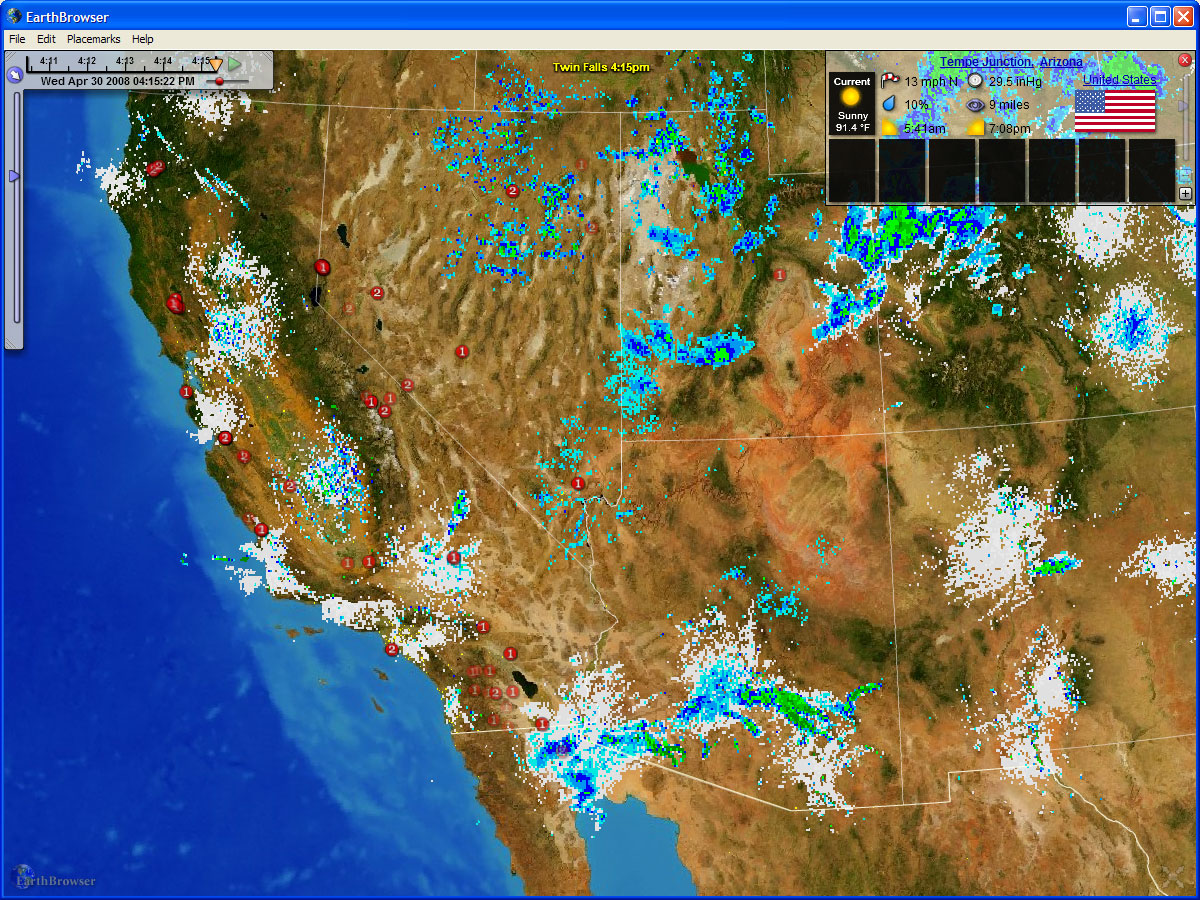 EarthBrowser
File Edit Placemarks Help
4:11 4:12 4:13 4:14 4:15
Wed Apr 30 2008 04:15:22 PM
Twin Falls 4:15pm
Tempe Junction, Arizona
Current
Sunny
91.4 °F
13 mph N
29.5 inHg
10%
9 miles
5:41am
7:08pm
United States
EarthBrowser